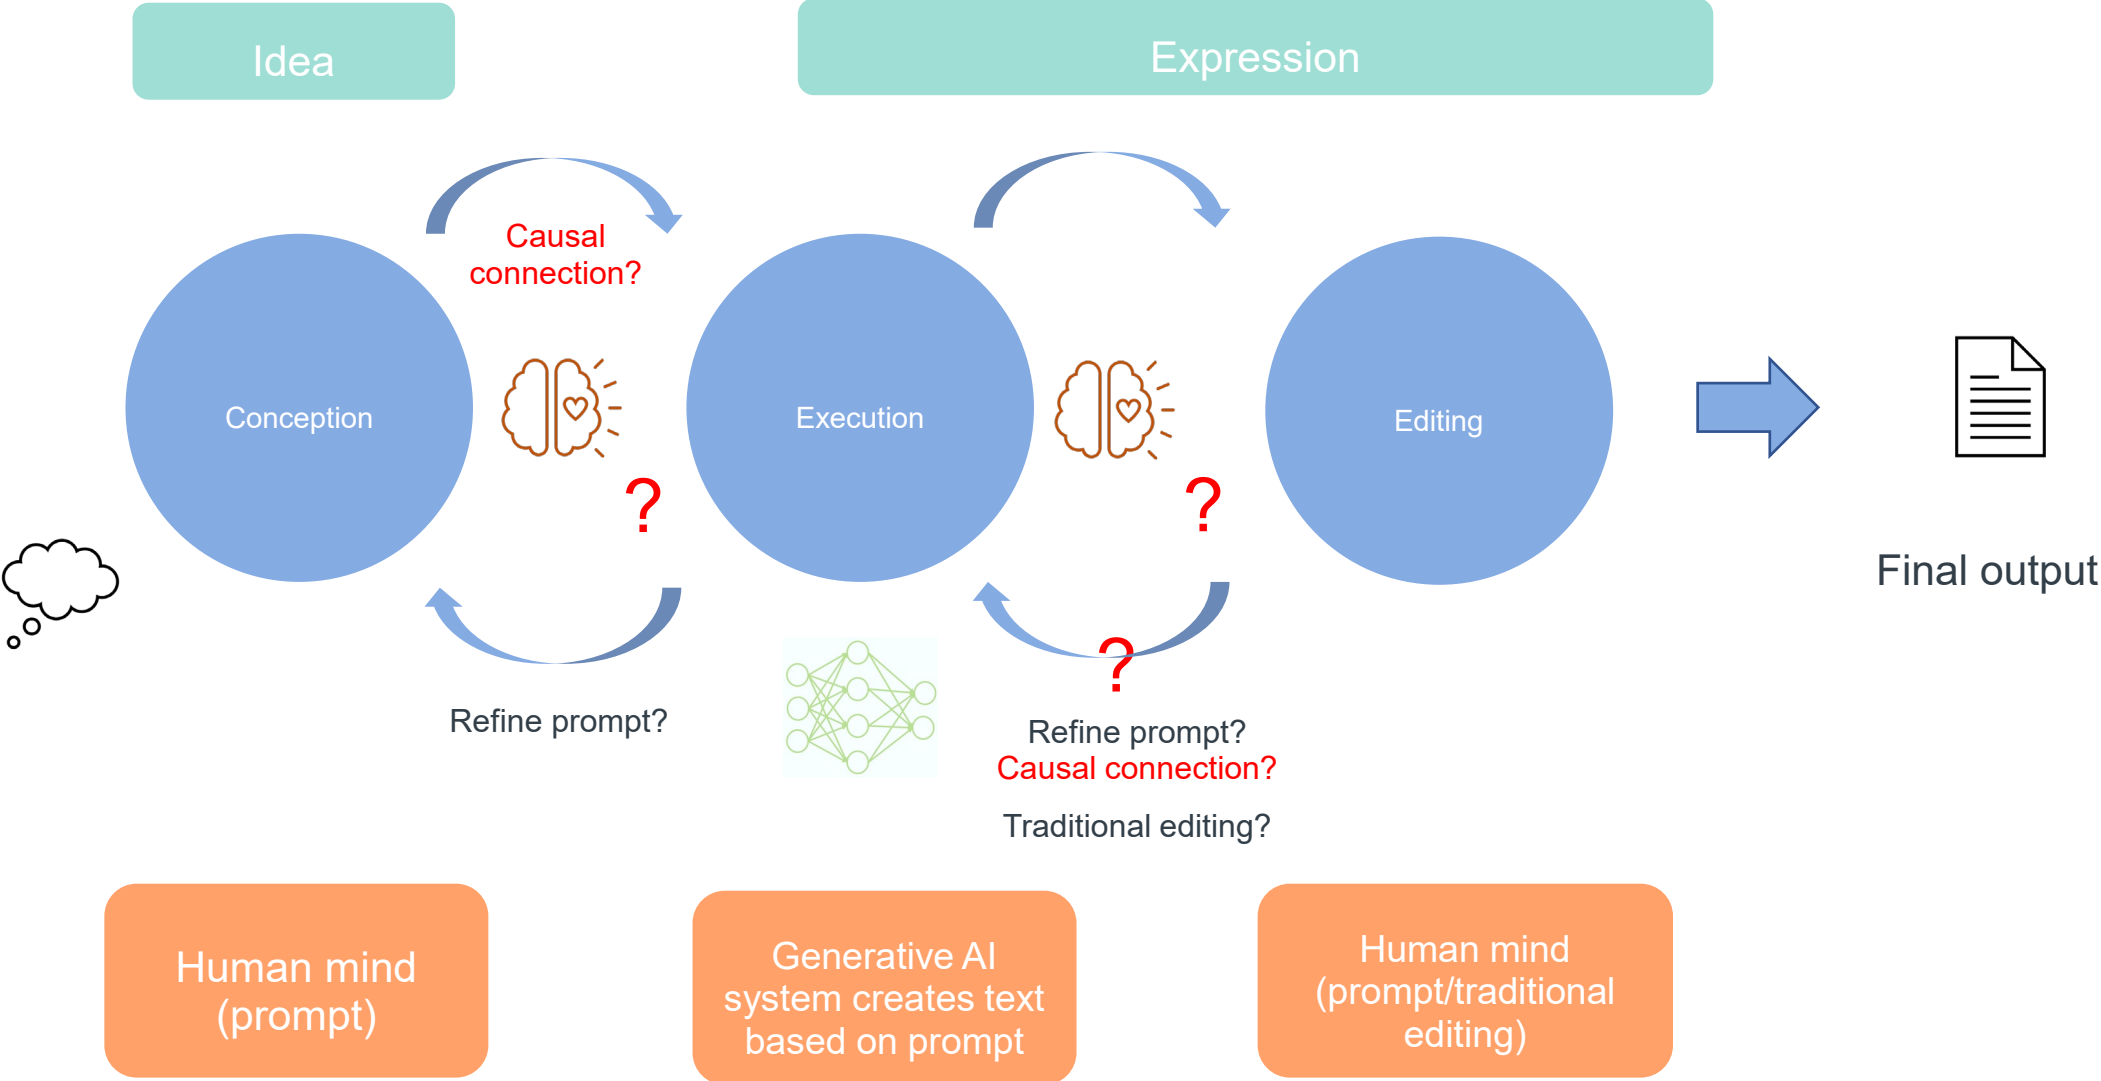 Idea
Expression
Causal
connection?
Conception
Execution
Editing
?
?
Final output
?
Refine prompt?
Refine prompt?
Causal connection?
Traditional editing?
Human mind
(prompt)
Generative AI
system creates text
based on prompt
Human mind
(prompt/traditional
editing)